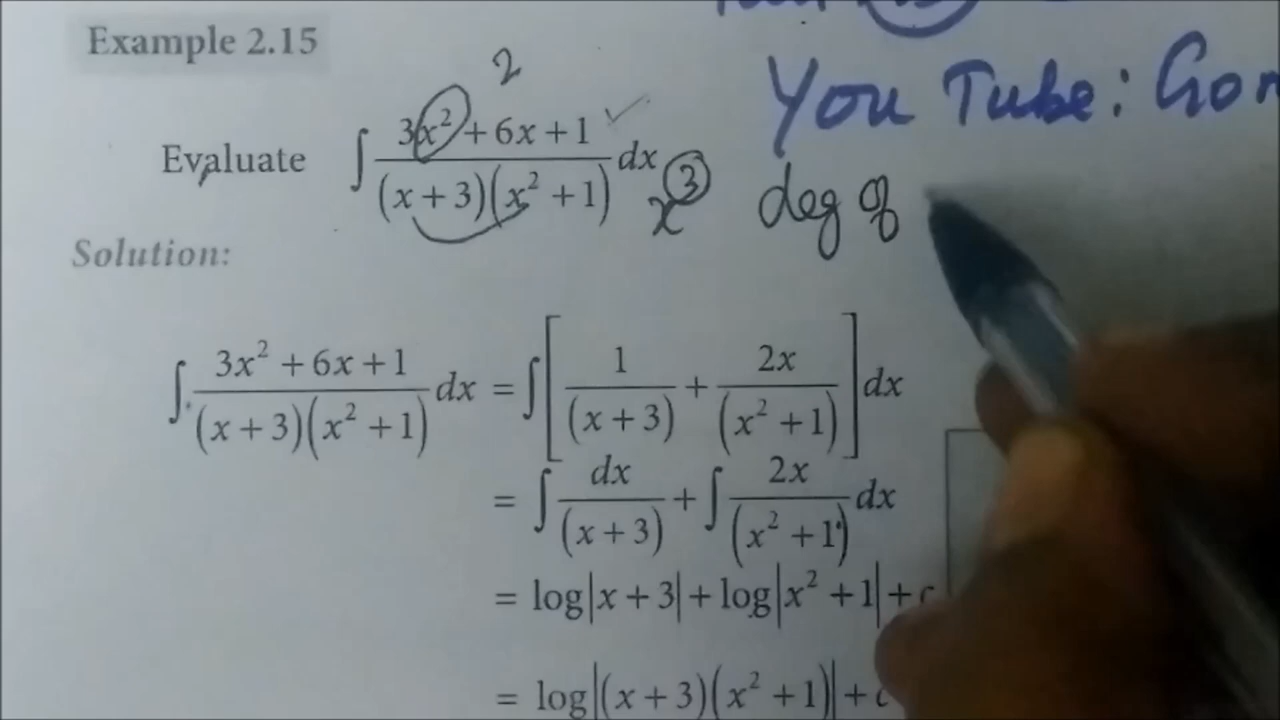 Example 2.15
2
You Tube:
Evaluate ∫ (3x² + 6x + 1)/((x + 3)(x² + 1)) dx
x³
deg of
Solution:
∫ (3x² + 6x + 1)/((x + 3)(x² + 1)) dx = ∫ [1/(x + 3) + 2x/(x² + 1)] dx
= ∫ dx/(x + 3) + ∫ 2x/(x² + 1) dx
= log|x + 3| + log|x² + 1| + c
= log|(x + 3)(x² + 1)| + c